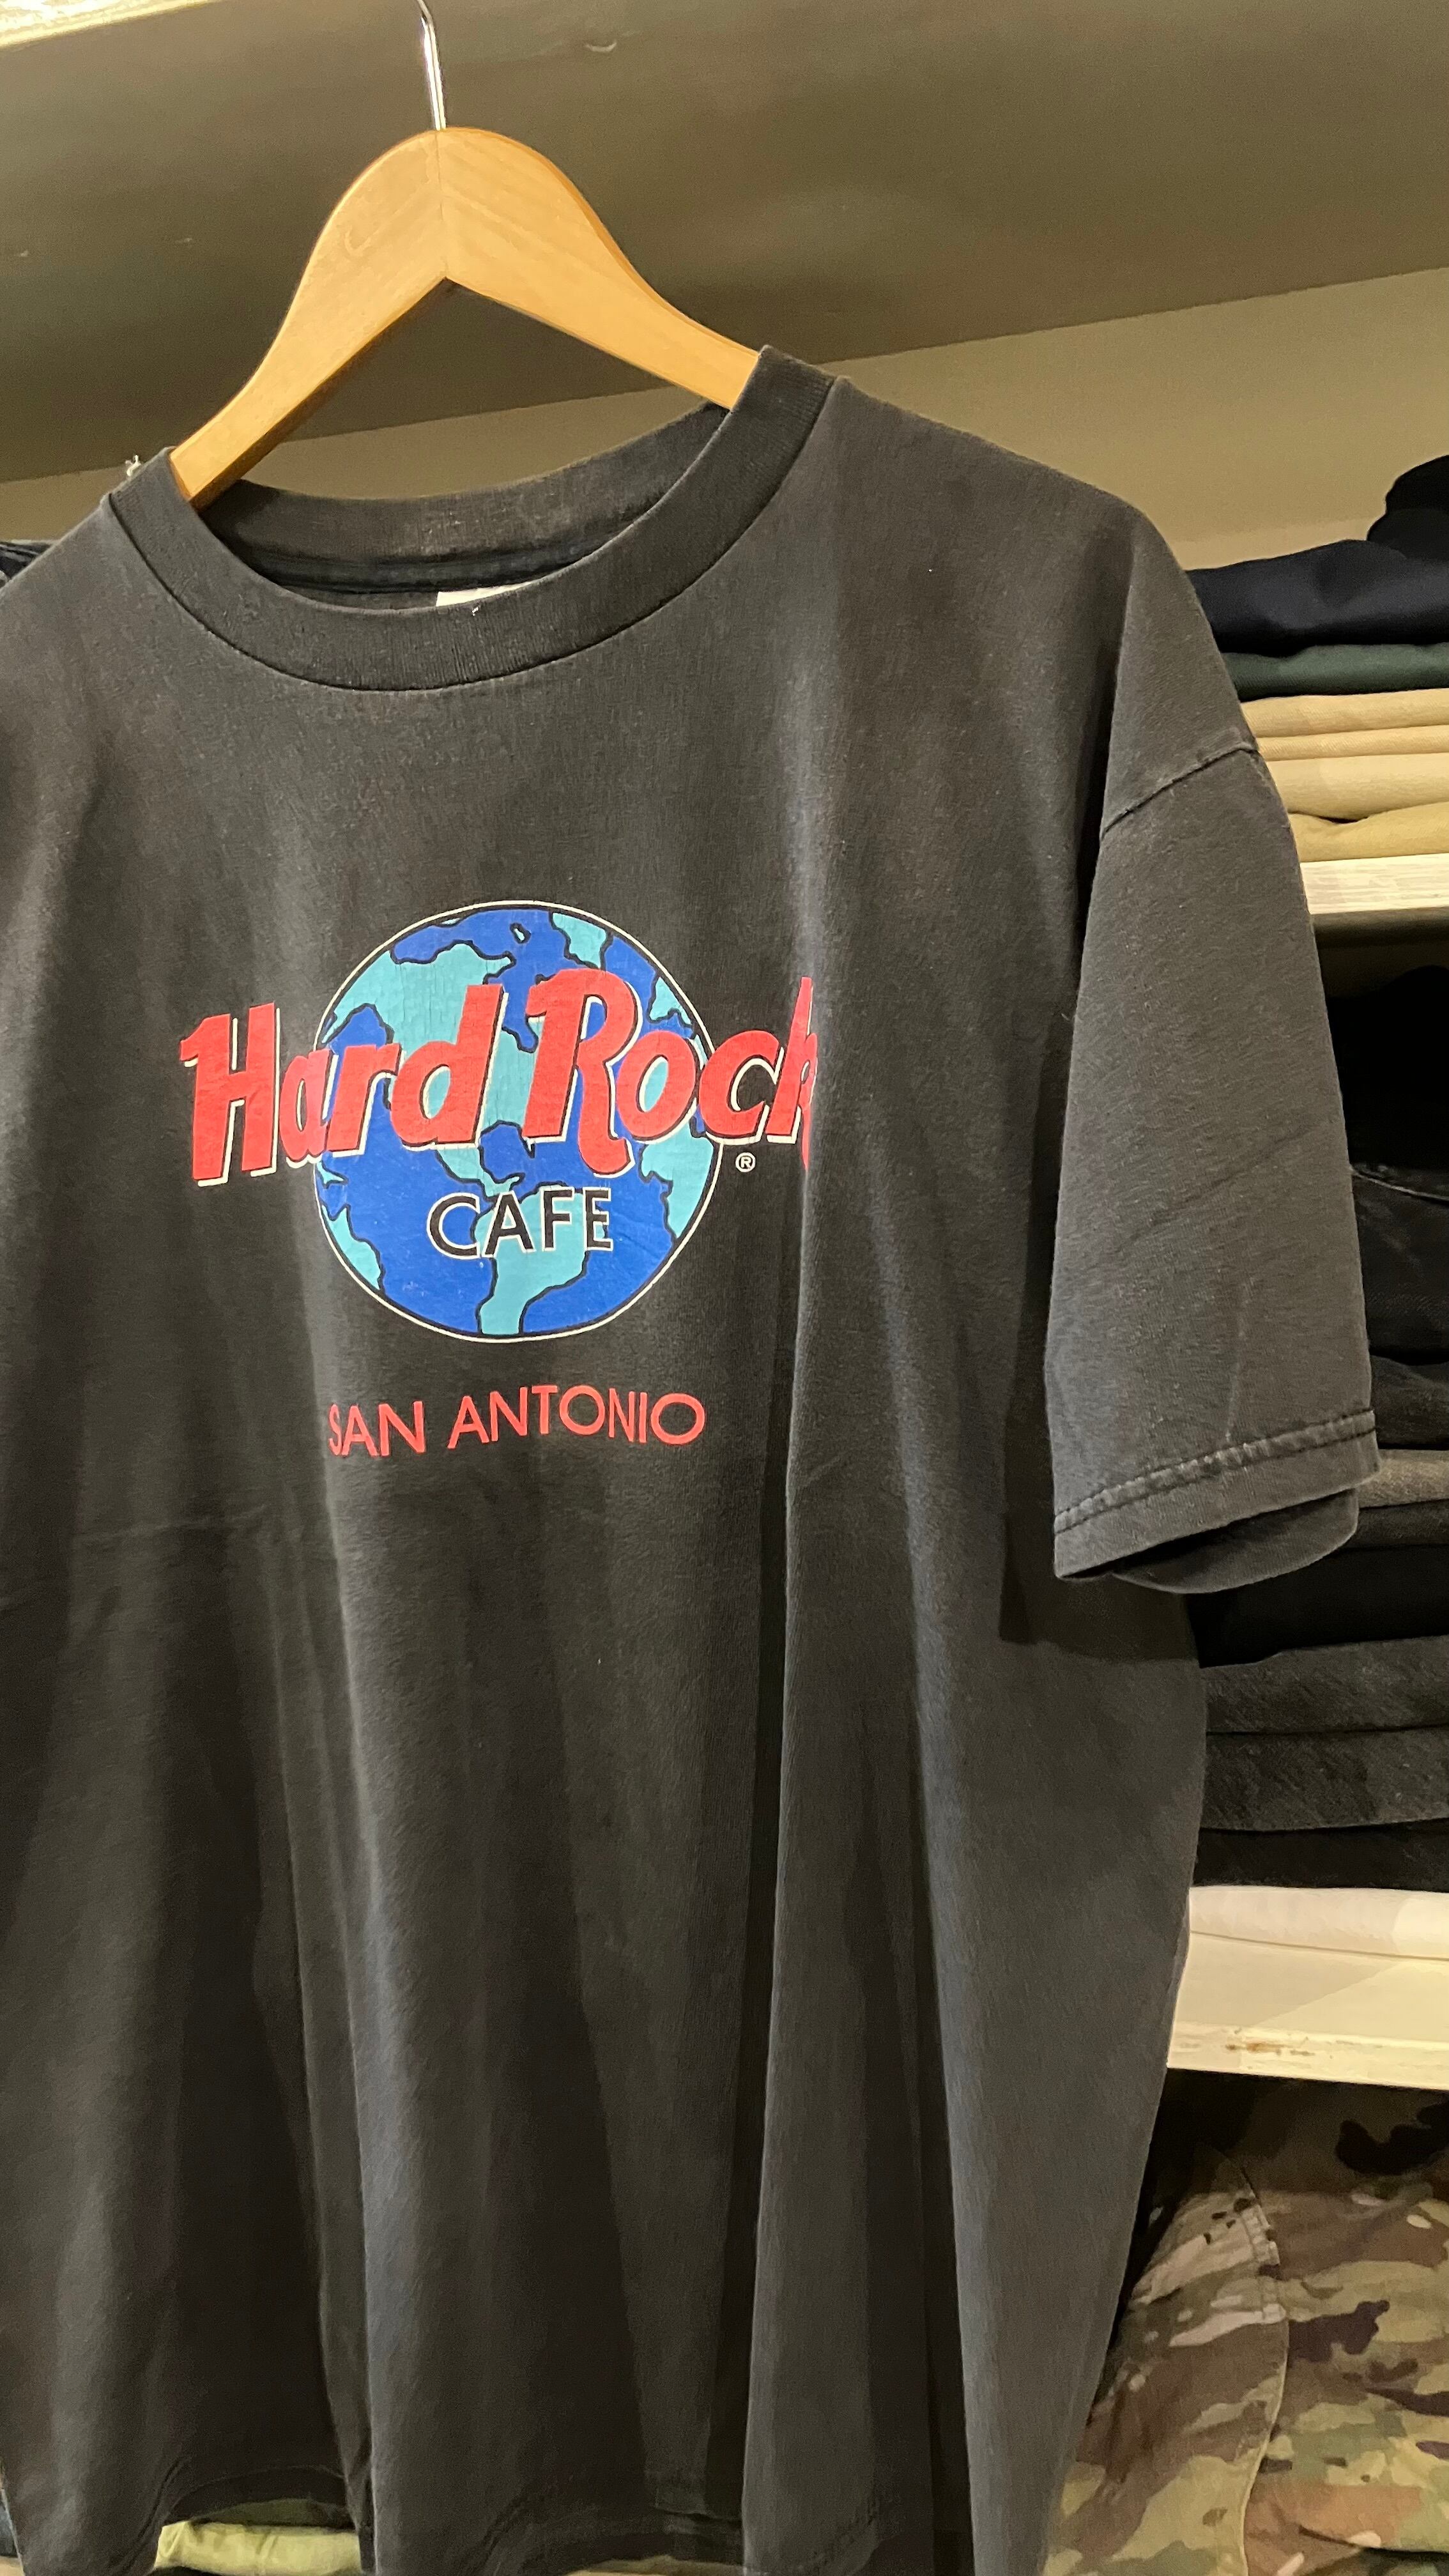 Hard Rock
®
CAFE
SAN ANTONIO